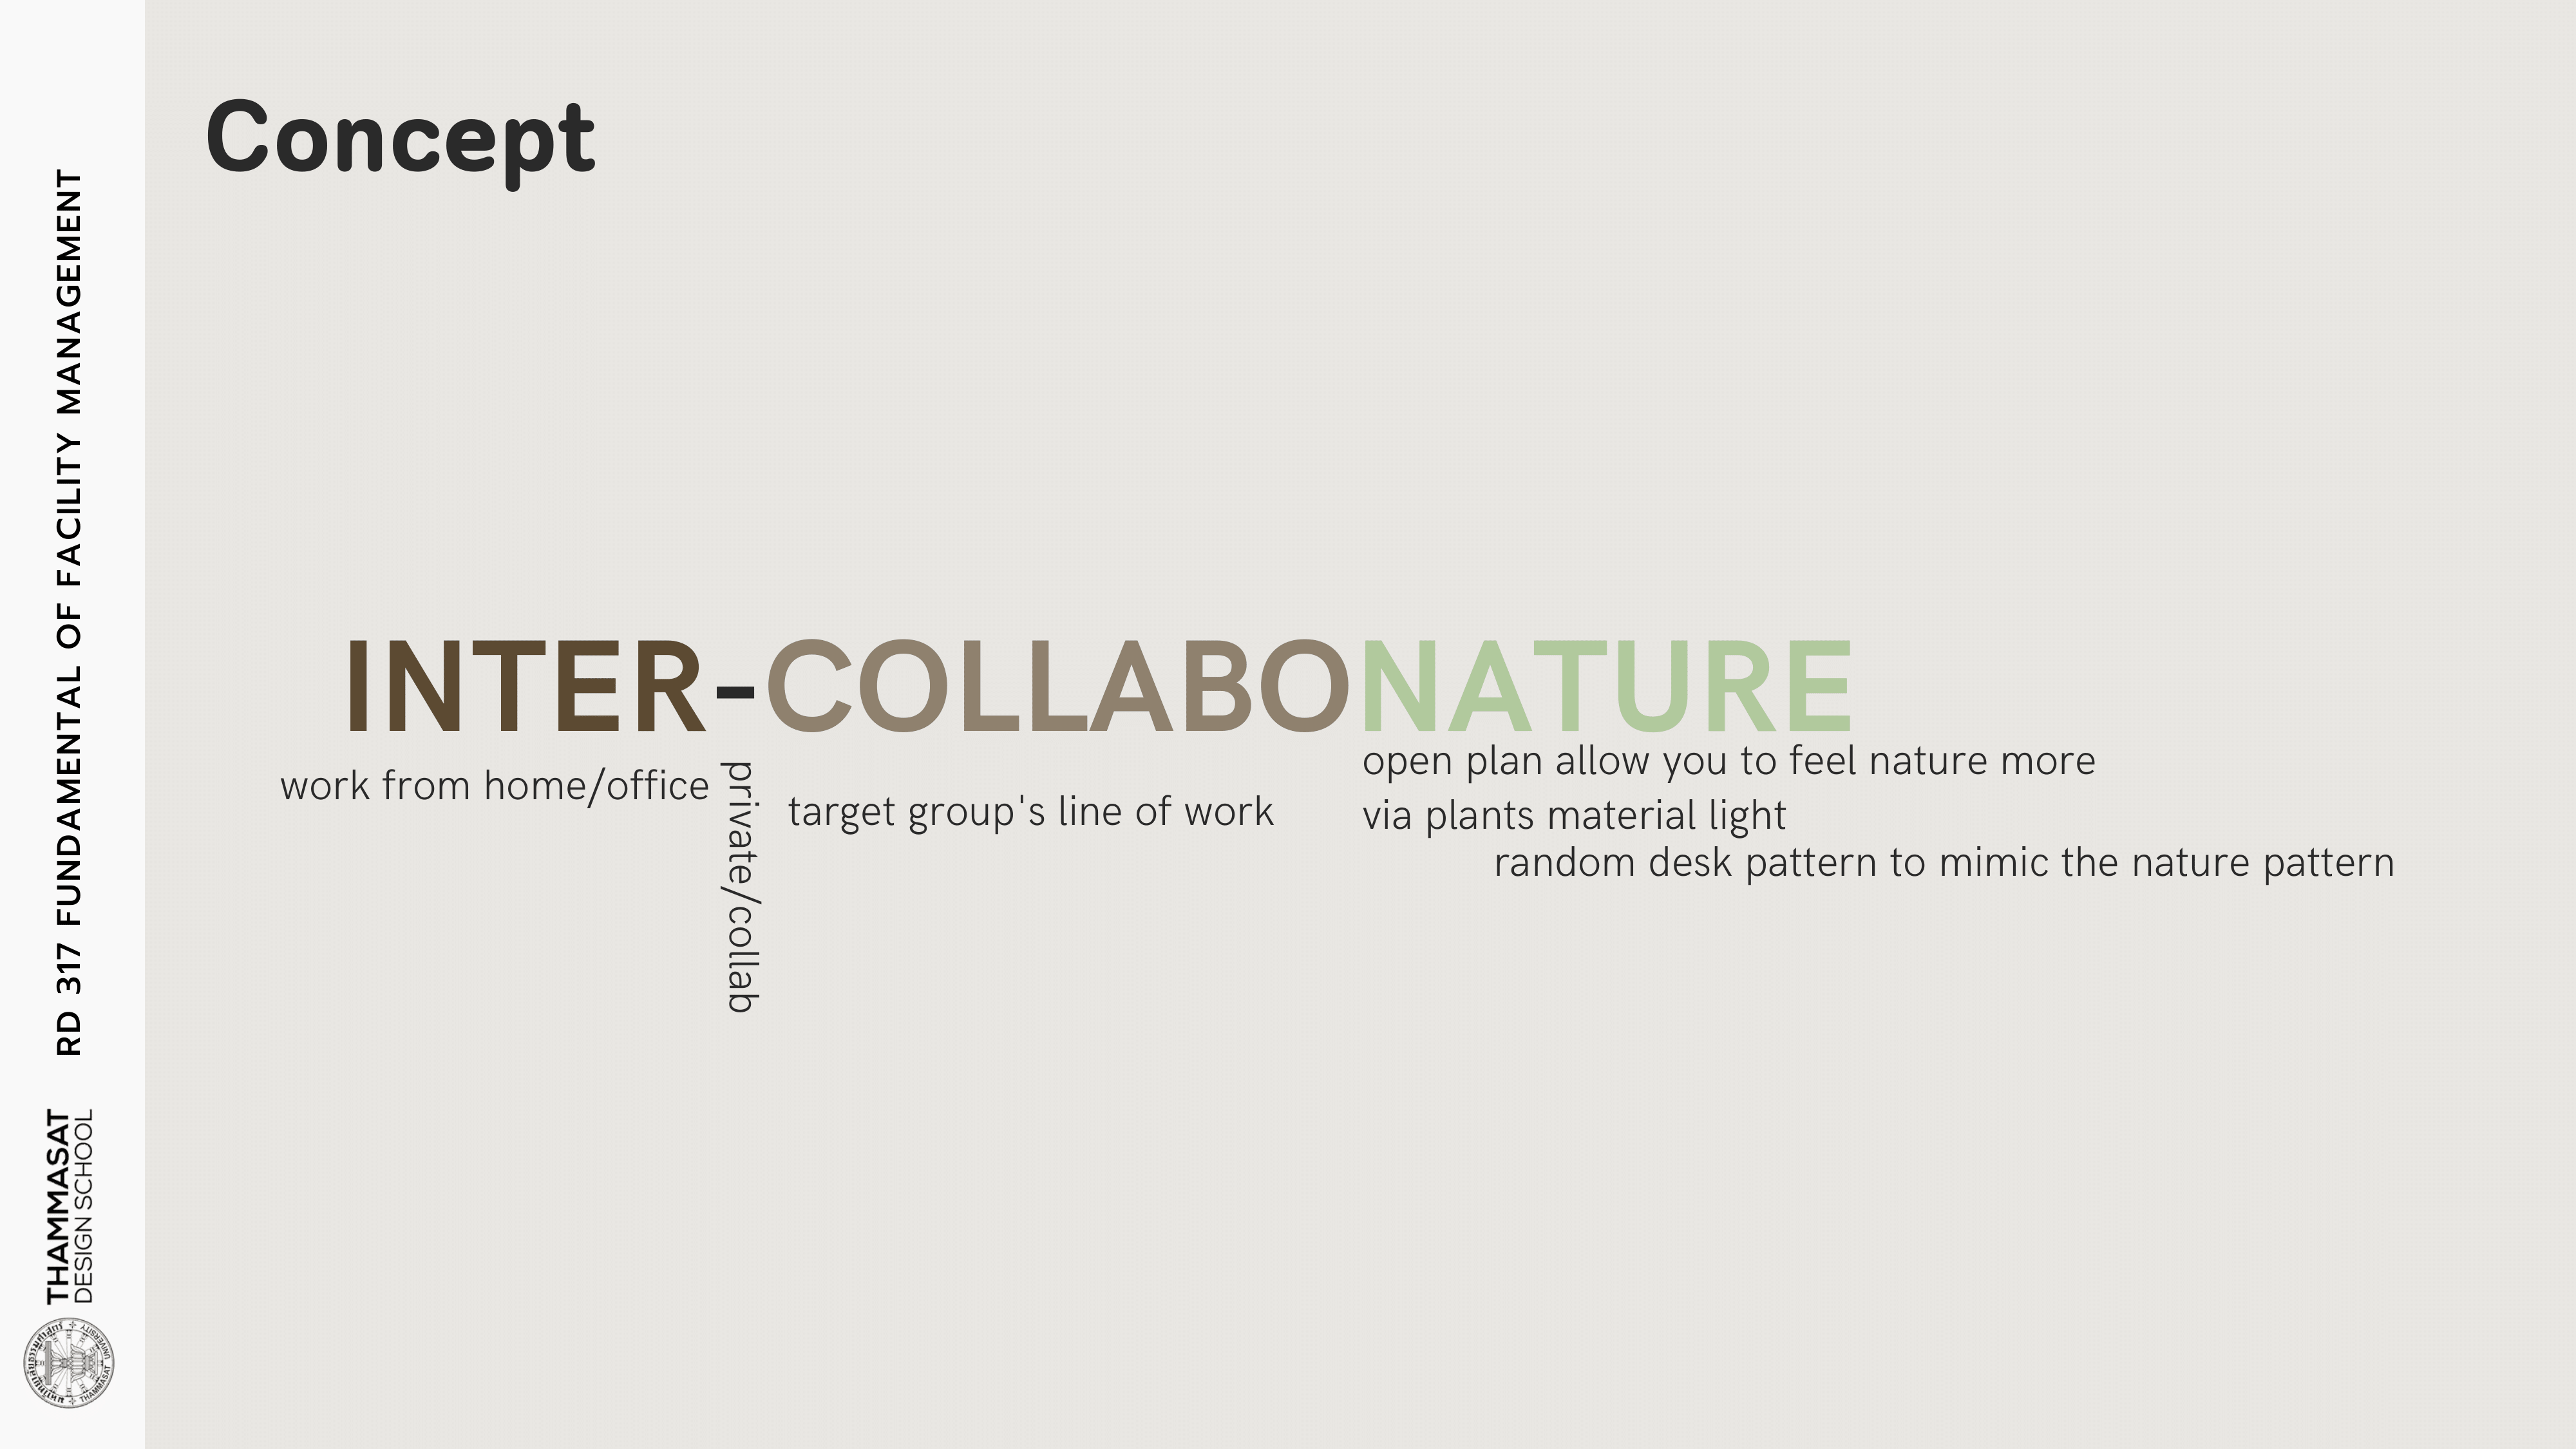 Concept
INTER-COLLABONATURE
work from home/office
private/collab
target group's line of work
open plan allow you to feel nature more
via plants material light
random desk pattern to mimic the nature pattern
RD 317 FUNDAMENTAL OF FACILITY MANAGEMENT
THAMMASAT
DESIGN SCHOOL
THAMMASAT UNIVERSITY